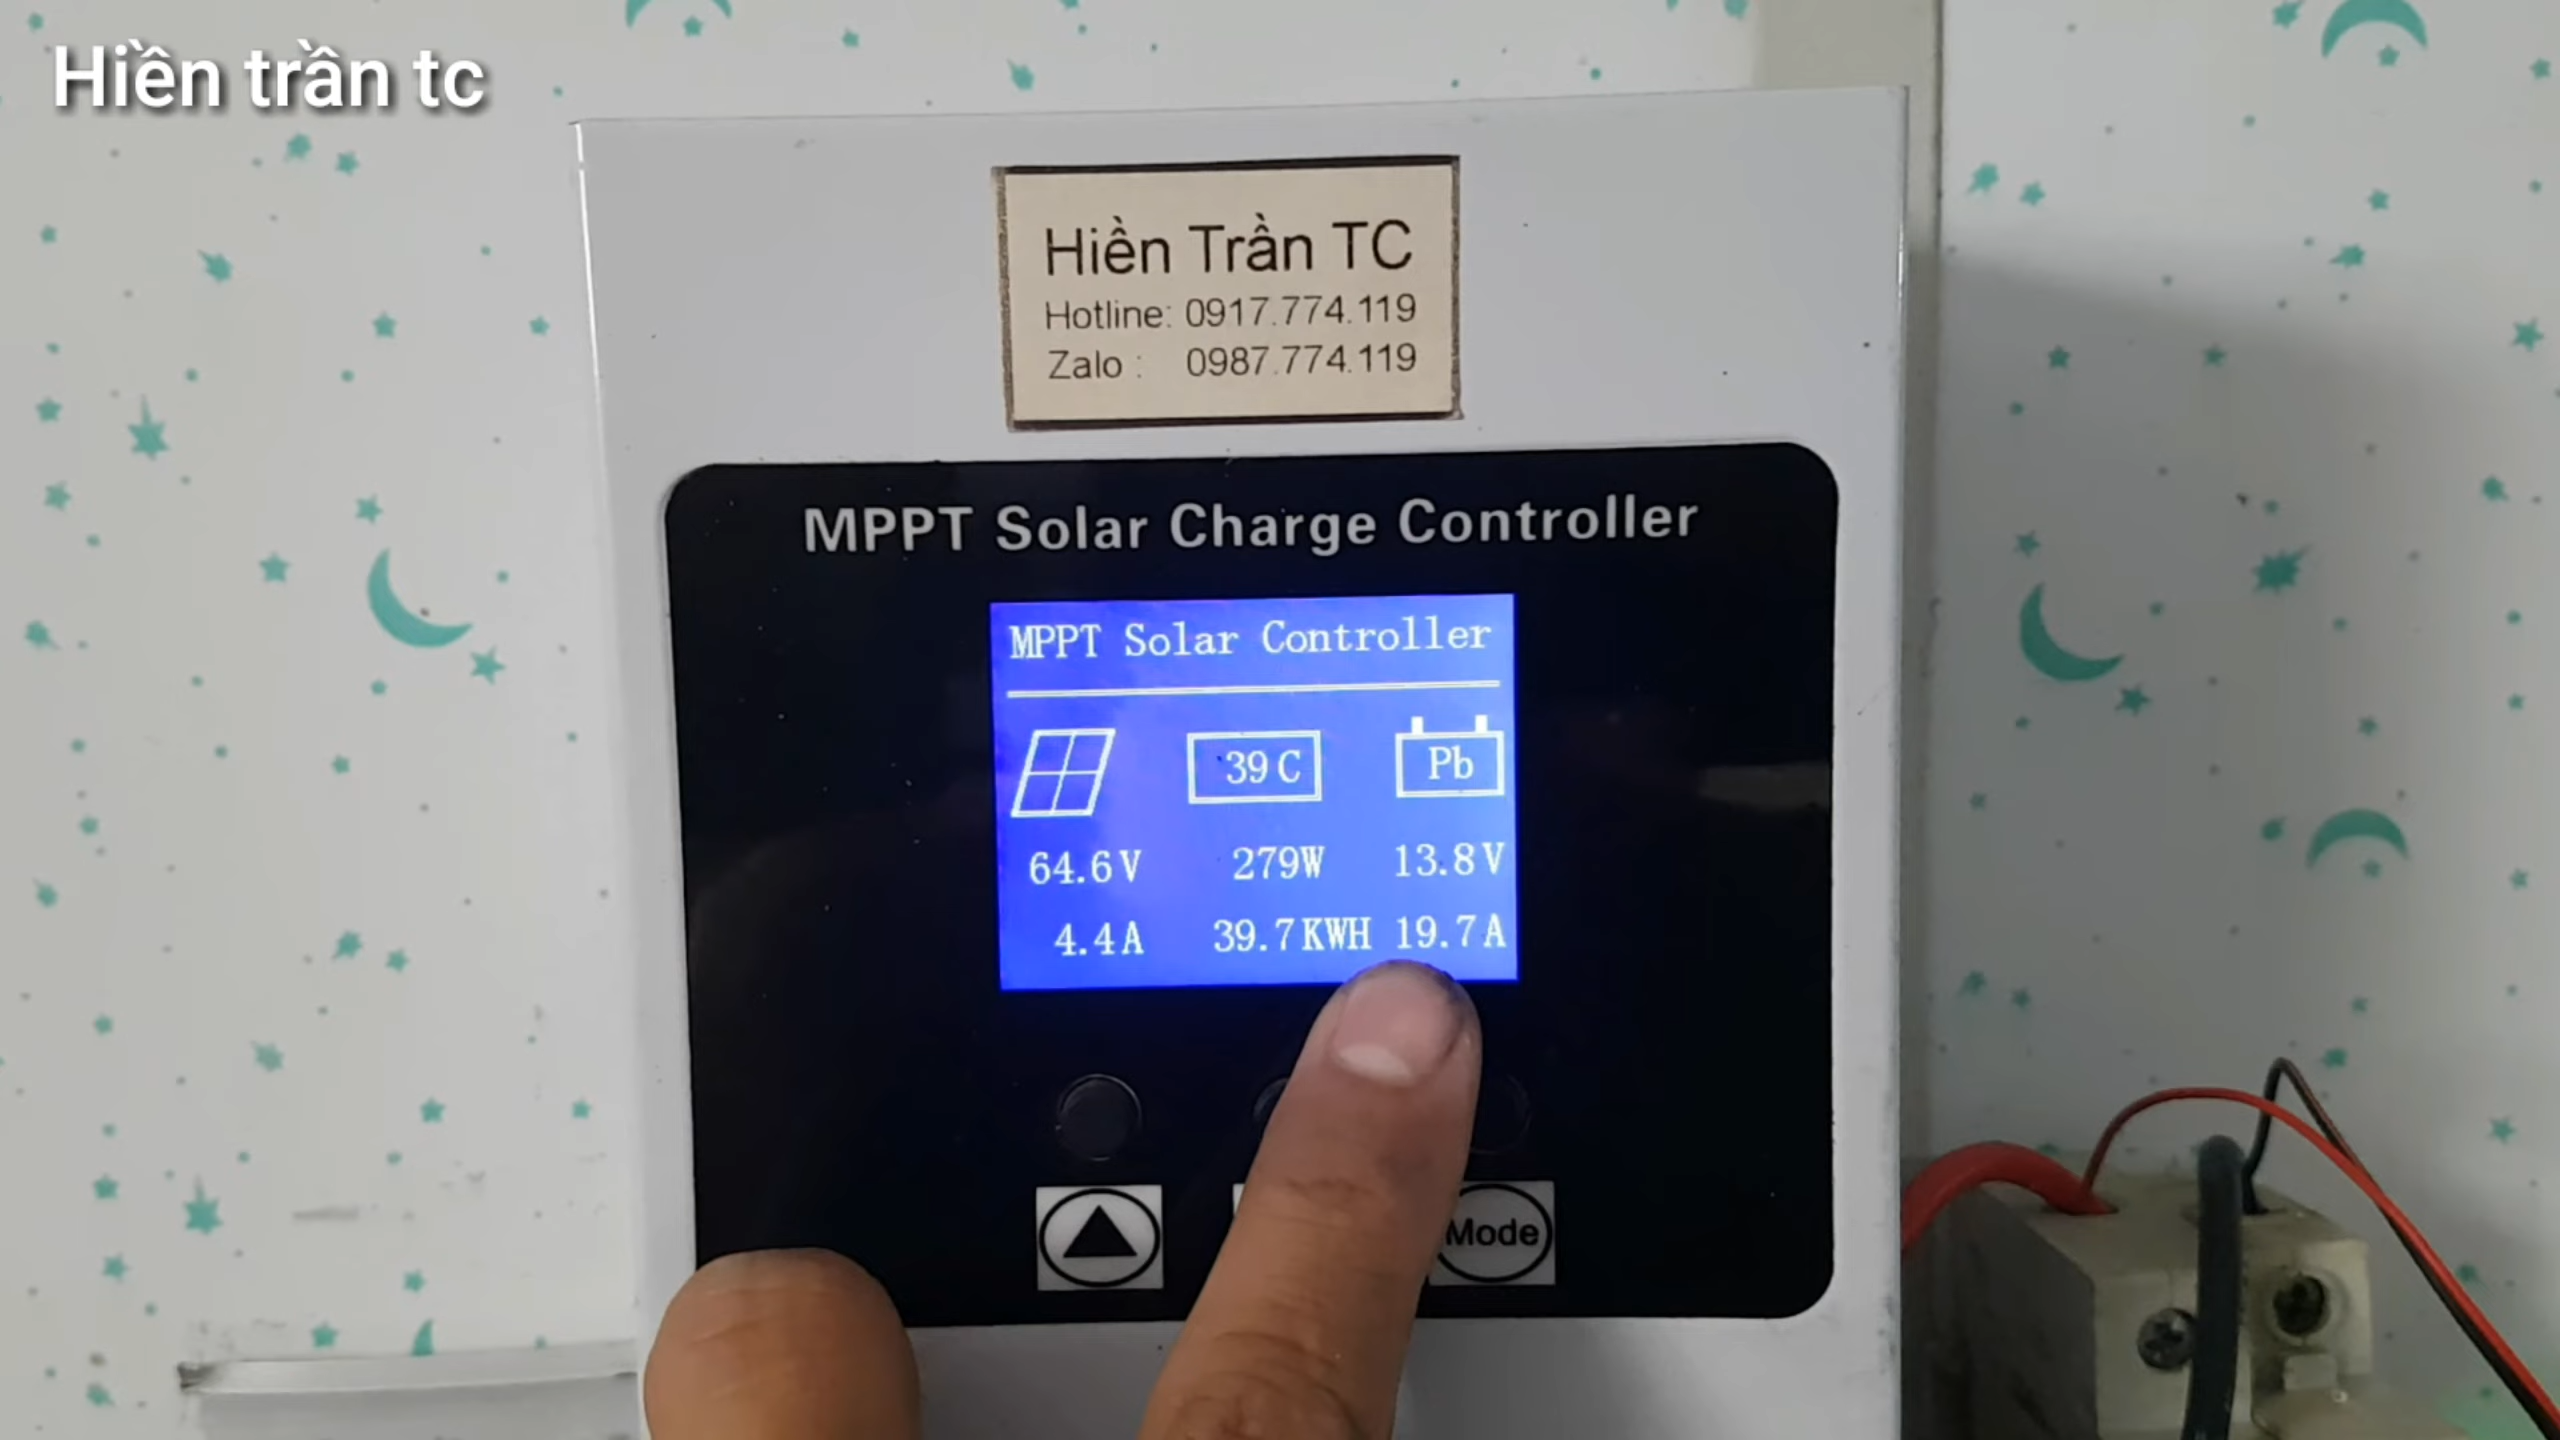 Hiền trần tc
Hiền Trần TC
Hotline: 0917.774.119
Zalo : 0987.774.119
MPPT Solar Charge Controller
MPPT Solar Controller
39 C Pb
64.6 V 279W 13.8 V
4.4 A 39.7 KWH 19.7 A
Mode